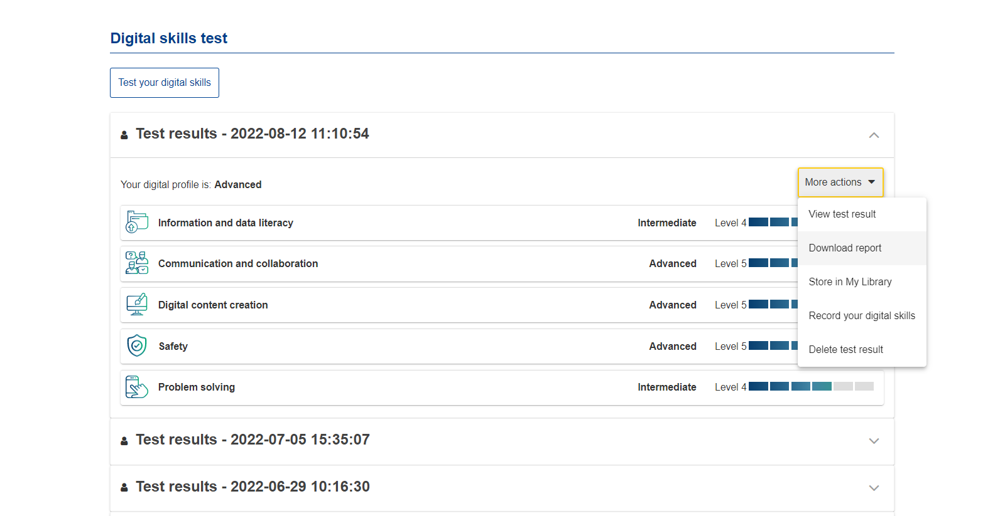 Digital skills test
Test your digital skills
Test results - 2022-08-12 11:10:54
Your digital profile is: Advanced
More actions
View test result
Download report
Store in My Library
Record your digital skills
Delete test result
Information and data literacy Intermediate Level 4
Communication and collaboration Advanced Level 5
Digital content creation Advanced Level 5
Safety Advanced Level 5
Problem solving Intermediate Level 4
Test results - 2022-07-05 15:35:07
Test results - 2022-06-29 10:16:30